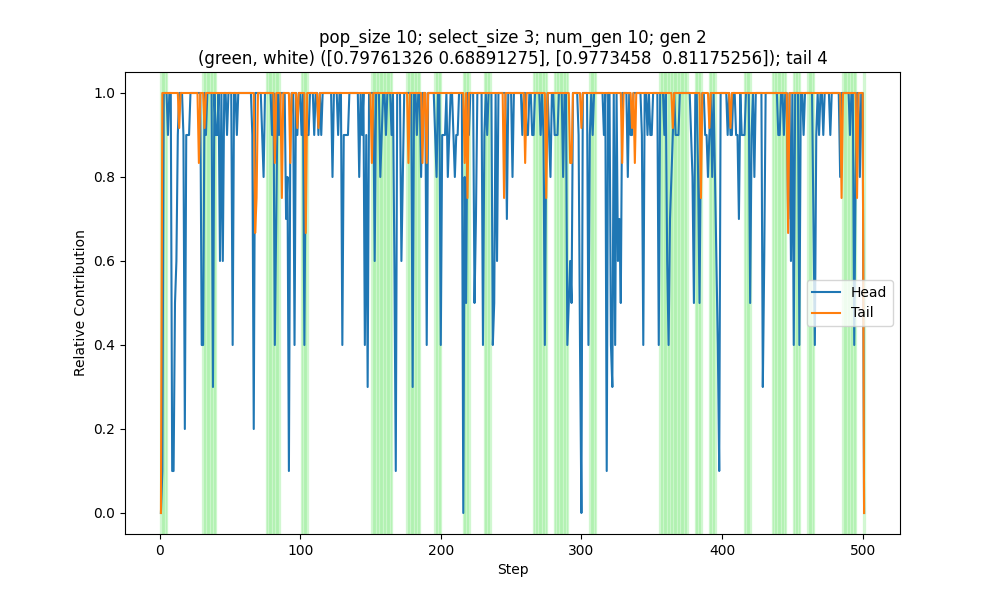 pop_size 10; select_size 3; num_gen 10; gen 2
(green, white) ([0.79761326 0.68891275], [0.9773458  0.81175256]); tail 4
1.0
0.8
0.6
0.4
0.2
0.0
Relative Contribution
Head
Tail
0 100 200 300 400 500
Step